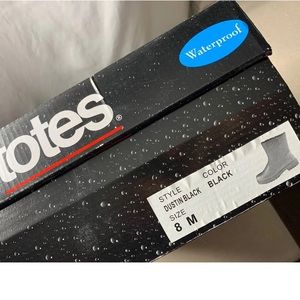 Waterproof
totes
STYLE COLOR
DUSTIN BLACK BLACK
SIZE
8 M